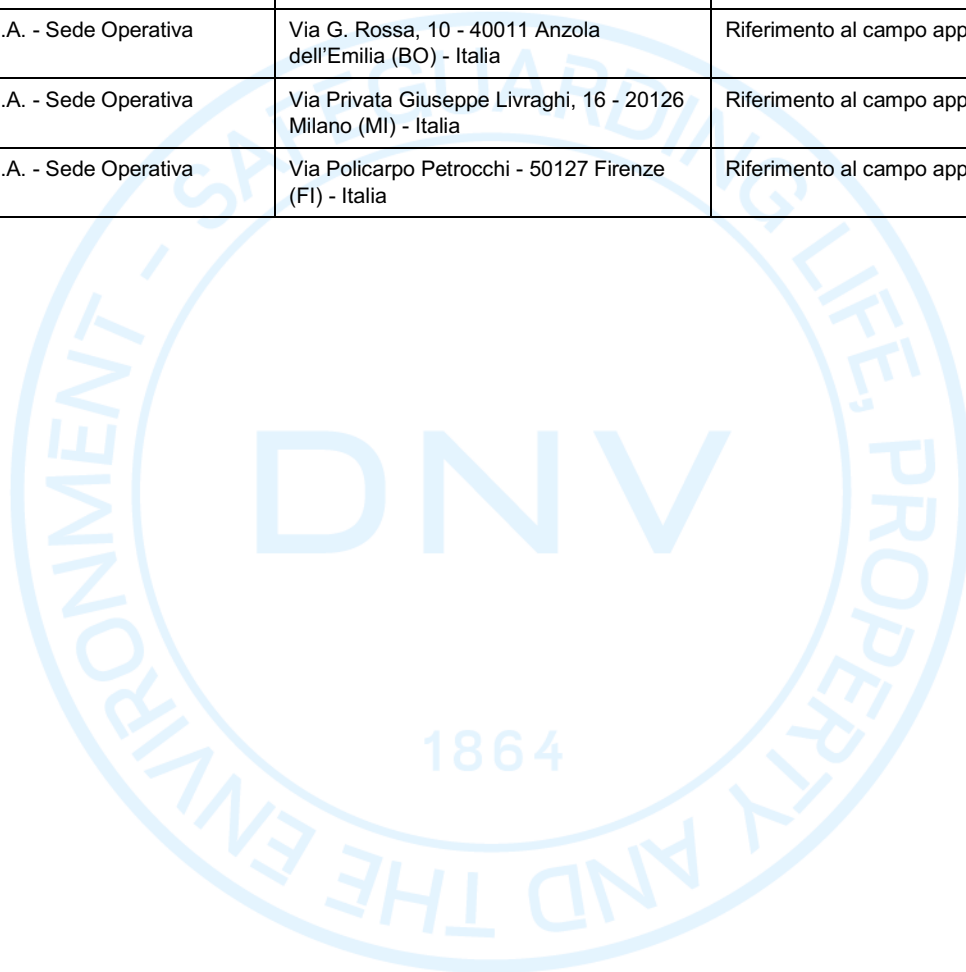 .A. - Sede Operativa
Via G. Rossa, 10 - 40011 Anzola
dell’Emilia (BO) - Italia
Riferimento al campo app
.A. - Sede Operativa
Via Privata Giuseppe Livraghi, 16 - 20126
Milano (MI) - Italia
Riferimento al campo app
.A. - Sede Operativa
Via Policarpo Petrocchi - 50127 Firenze
(FI) - Italia
Riferimento al campo app
SAFEGUARDING LIFE, PROPERTY AND THE ENVIRONMENT -
DNV
1864